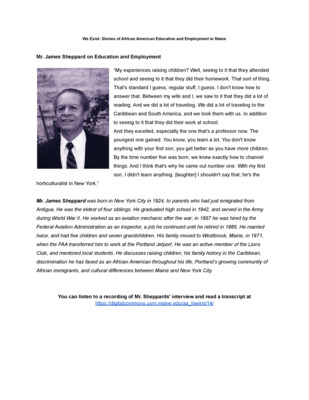 We Exist: Stories of African American Education and Employment in Maine
Mr. James Sheppard on Education and Employment
"My experiences raising children? Well, seeing to it that they attended
school and seeing to it that they did their homework. That sort of thing.
That's standard I guess; regular stuff, I guess. I don't know how to
answer that. Between my wife and I, we saw to it that they did a lot of
reading. And we did a lot of traveling. We did a lot of traveling to the
Caribbean and South America, and we took them with us. In addition
to seeing to it that they did their work at school.
And they excelled, especially the one that's a professor now. The
youngest one gained. You know, you learn a lot. You don't know
anything with your first son; you get better as you have more children.
By the time number five was born, we knew exactly how to channel
things. And I think that's why he came out number one. With my first
son, I didn't learn anything. [laughter] I shouldn't say that; he's the
horticulturalist in New York."
Mr. James Sheppard was born in New York City in 1924, to parents who had just emigrated from
Antigua. He was the eldest of four siblings. He graduated high school in 1942, and served in the Army
during World War II. He worked as an aviation mechanic after the war; in 1957 he was hired by the
Federal Aviation Administration as an inspector, a job he continued until he retired in 1985. He married
twice, and had five children and seven grandchildren. His family moved to Westbrook, Maine, in 1971,
when the FAA transferred him to work at the Portland Jetport. He was an active member of the Lions
Club, and mentored local students. He discusses raising children, his family history in the Caribbean,
discrimination he has faced as an African American throughout his life, Portland's growing community of
African immigrants, and cultural differences between Maine and New York City.
You can listen to a recording of Mr. Sheppards' interview and read a transcript at
https://digitalcommons.usm.maine.edu/aa_hlwint/14/